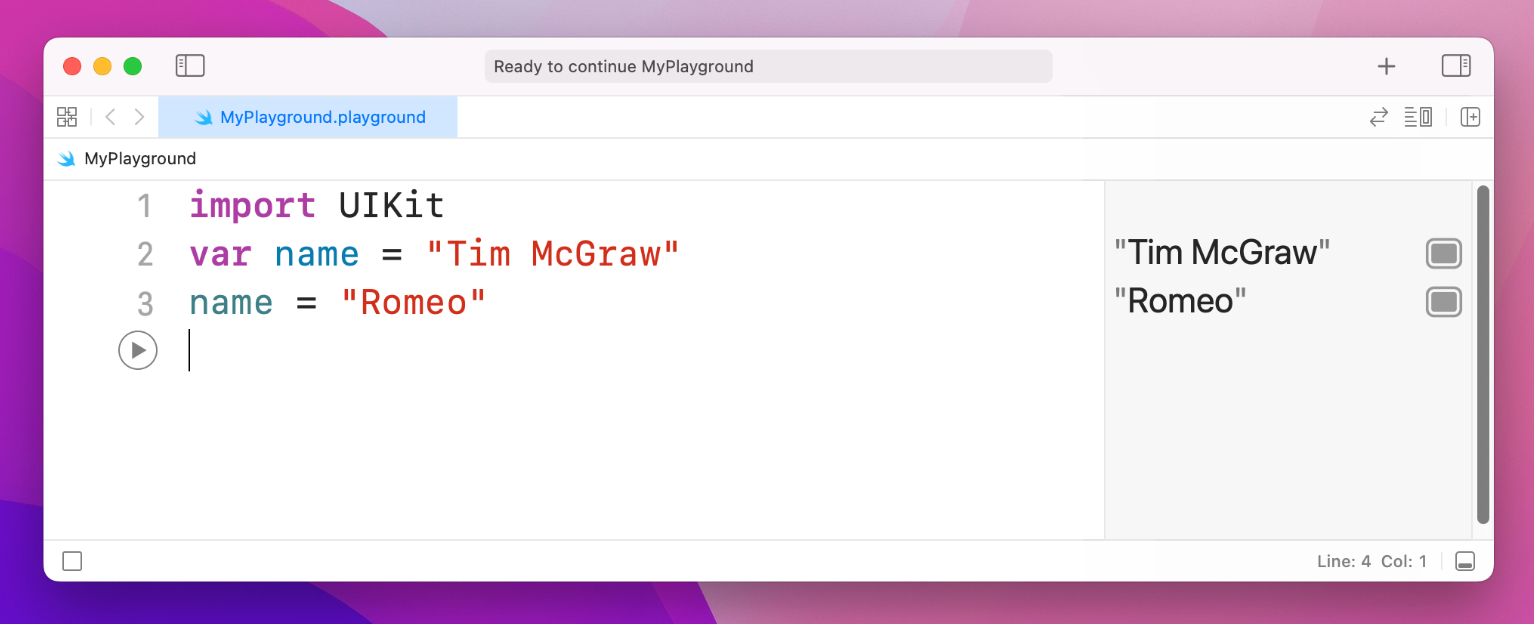 Ready to continue MyPlayground
MyPlayground.playground
MyPlayground
1 import UIKit
2 var name = "Tim McGraw"
3 name = "Romeo"
"Tim McGraw"
"Romeo"
Line: 4 Col: 1